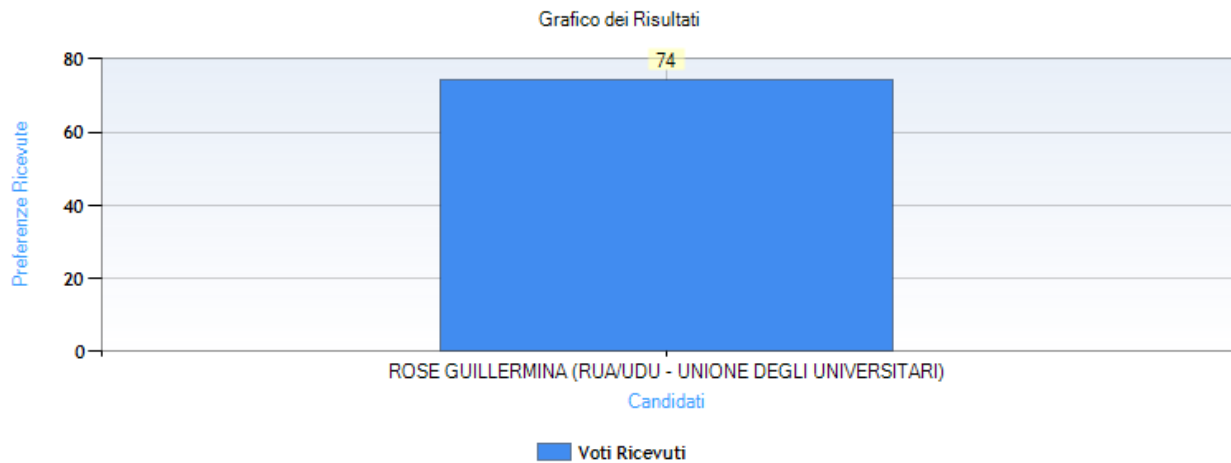 Grafico dei Risultati
80
74
60
40
20
0
Preferenze Ricevute
ROSE GUILLERMINA (RUA/UDU - UNIONE DEGLI UNIVERSITARI)
Candidati
Voti Ricevuti